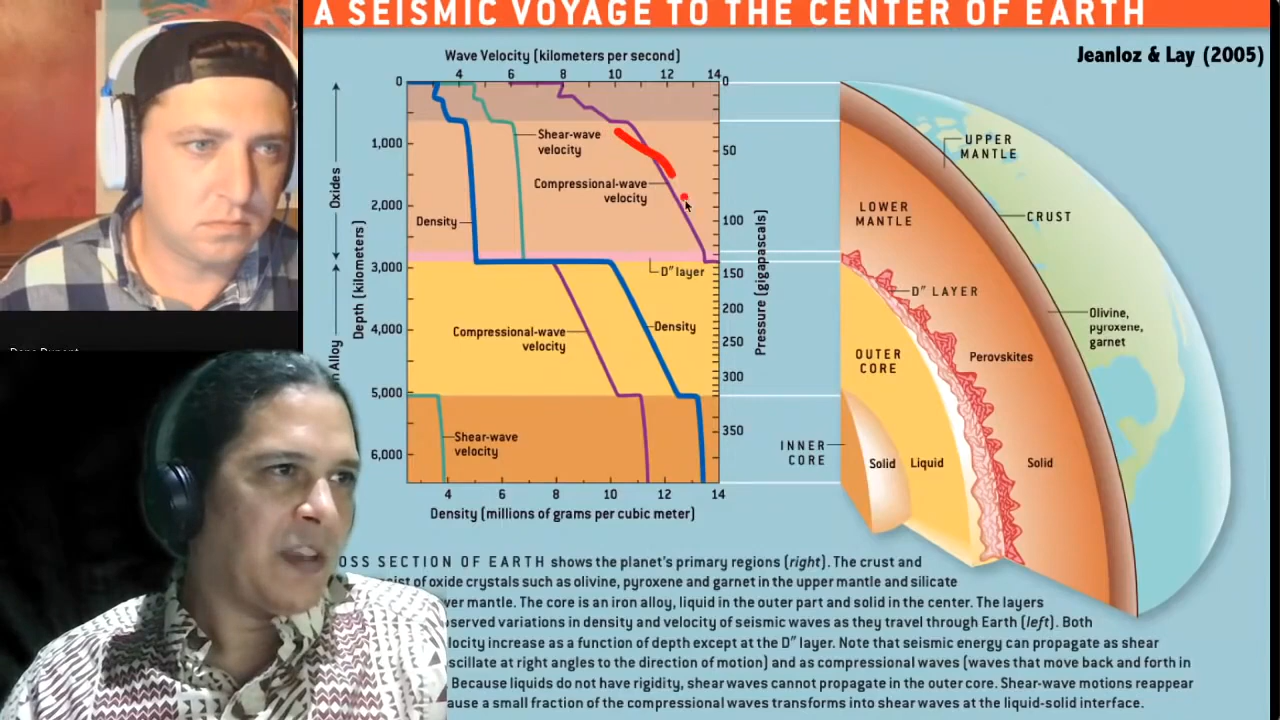 A SEISMIC VOYAGE TO THE CENTER OF EARTH
Jeanloz & Lay (2005)
Wave Velocity (kilometers per second)
4 6 8 10 12 14
0 0
1,000
2,000
3,000
4,000
5,000
6,000
Depth (kilometers)
Oxides
Alloy
50
100
150
200
250
300
350
Pressure (gigapascals)
Shear-wave
velocity
Compressional-wave
velocity
Density
D″ layer
Compressional-wave
velocity
Density
Shear-wave
velocity
4 6 8 10 12 14
Density (millions of grams per cubic meter)
UPPER
MANTLE
LOWER
MANTLE
CRUST
D″ LAYER
Olivine,
pyroxene,
garnet
OUTER
CORE
Perovskites
INNER
CORE
Solid
Liquid
Solid
OSS SECTION OF EARTH shows the planet's primary regions (right). The crust and
ist of oxide crystals such as olivine, pyroxene and garnet in the upper mantle and silicate
wer mantle. The core is an iron alloy, liquid in the outer part and solid in the center. The layers
bserved variations in density and velocity of seismic waves as they travel through Earth (left). Both
locity increase as a function of depth except at the D″ layer. Note that seismic energy can propagate as shear
scillate at right angles to the direction of motion) and as compressional waves (waves that move back and forth in
Because liquids do not have rigidity, shear waves cannot propagate in the outer core. Shear-wave motions reappear
ause a small fraction of the compressional waves transforms into shear waves at the liquid-solid interface.